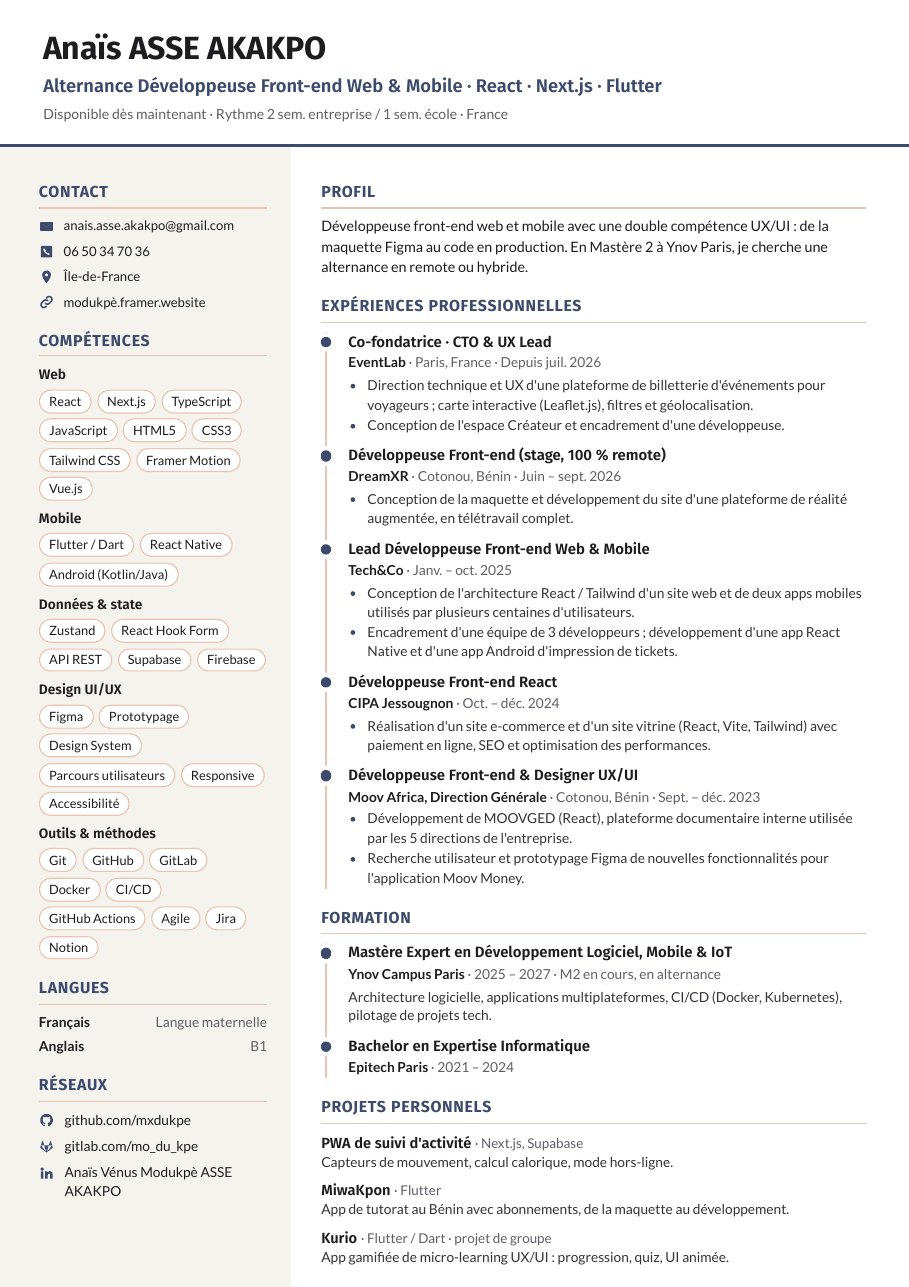 Anaïs ASSE AKAKPO
Alternance Développeuse Front-end Web & Mobile · React · Next.js · Flutter
Disponible dès maintenant · Rythme 2 sem. entreprise / 1 sem. école · France
CONTACT
anais.asse.akakpo@gmail.com
06 50 34 70 36
Île-de-France
modukpè.framer.website
COMPÉTENCES
Web
React Next.js TypeScript
JavaScript HTML5 CSS3
Tailwind CSS Framer Motion
Vue.js
Mobile
Flutter / Dart React Native
Android (Kotlin/Java)
Données & state
Zustand React Hook Form
API REST Supabase Firebase
Design UI/UX
Figma Prototypage
Design System
Parcours utilisateurs Responsive
Accessibilité
Outils & méthodes
Git GitHub GitLab
Docker CI/CD
GitHub Actions Agile Jira
Notion
LANGUES
Français Langue maternelle
Anglais B1
RÉSEAUX
github.com/mxdukpe
gitlab.com/mo_du_kpe
Anaïs Vénus Modukpè ASSE
AKAKPO
PROFIL
Développeuse front-end web et mobile avec une double compétence UX/UI : de la
maquette Figma au code en production. En Mastère 2 à Ynov Paris, je cherche une
alternance en remote ou hybride.
EXPÉRIENCES PROFESSIONNELLES
Co-fondatrice · CTO & UX Lead
EventLab · Paris, France · Depuis juil. 2026
• Direction technique et UX d'une plateforme de billetterie d'événements pour
voyageurs ; carte interactive (Leaflet.js), filtres et géolocalisation.
• Conception de l'espace Créateur et encadrement d'une développeuse.
Développeuse Front-end (stage, 100 % remote)
DreamXR · Cotonou, Bénin · Juin – sept. 2026
• Conception de la maquette et développement du site d'une plateforme de réalité
augmentée, en télétravail complet.
Lead Développeuse Front-end Web & Mobile
Tech&Co · Janv. – oct. 2025
• Conception de l'architecture React / Tailwind d'un site web et de deux apps mobiles
utilisés par plusieurs centaines d'utilisateurs.
• Encadrement d'une équipe de 3 développeurs ; développement d'une app React
Native et d'une app Android d'impression de tickets.
Développeuse Front-end React
CIPA Jessougnon · Oct. – déc. 2024
• Réalisation d'un site e-commerce et d'un site vitrine (React, Vite, Tailwind) avec
paiement en ligne, SEO et optimisation des performances.
Développeuse Front-end & Designer UX/UI
Moov Africa, Direction Générale · Cotonou, Bénin · Sept. – déc. 2023
• Développement de MOOVGED (React), plateforme documentaire interne utilisée
par les 5 directions de l'entreprise.
• Recherche utilisateur et prototypage Figma de nouvelles fonctionnalités pour
l'application Moov Money.
FORMATION
Mastère Expert en Développement Logiciel, Mobile & IoT
Ynov Campus Paris · 2025 – 2027 · M2 en cours, en alternance
Architecture logicielle, applications multiplateformes, CI/CD (Docker, Kubernetes),
pilotage de projets tech.
Bachelor en Expertise Informatique
Epitech Paris · 2021 – 2024
PROJETS PERSONNELS
PWA de suivi d'activité · Next.js, Supabase
Capteurs de mouvement, calcul calorique, mode hors-ligne.
MiwaKpon · Flutter
App de tutorat au Bénin avec abonnements, de la maquette au développement.
Kurio · Flutter / Dart · projet de groupe
App gamifiée de micro-learning UX/UI : progression, quiz, UI animée.